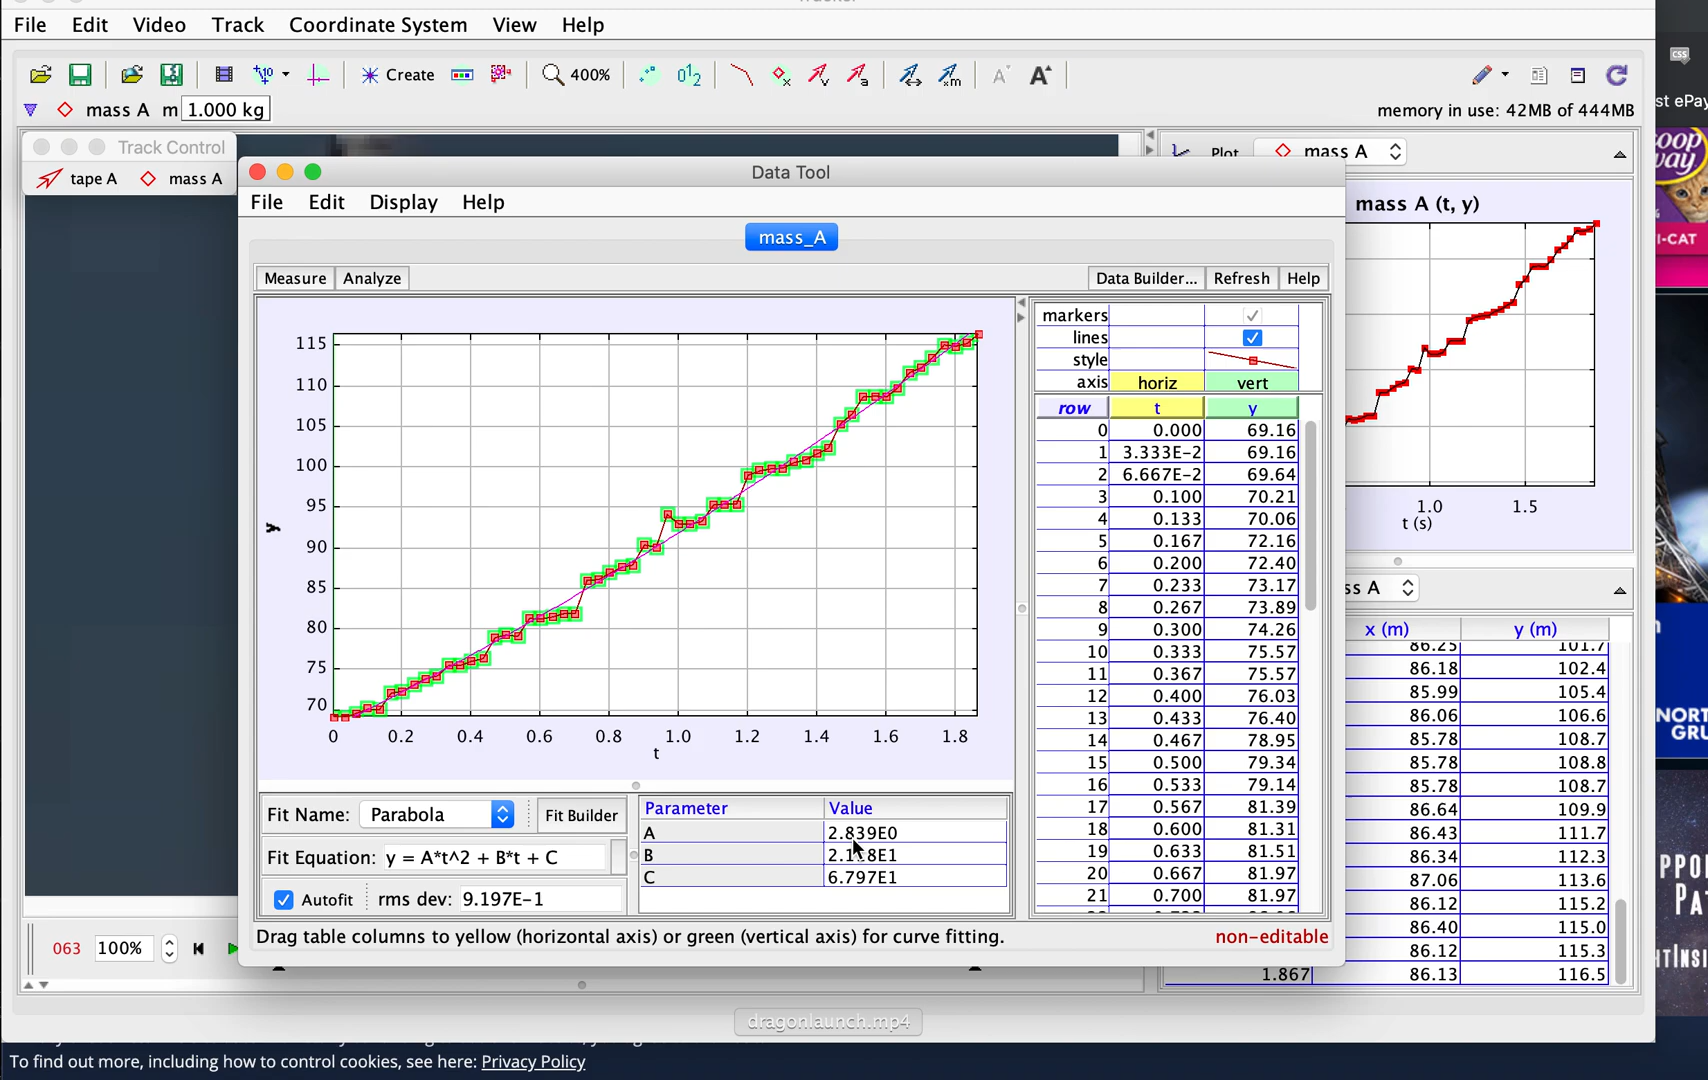 File Edit Video Track Coordinate System View Help
Create 400%
mass A m 1.000 kg
memory in use: 42MB of 444MB
Track Control
tape A mass A
Plot mass A
mass A (t, y)
1.0 1.5
t (s)
Data Tool
File Edit Display Help
mass_A
Measure Analyze
Data Builder... Refresh Help
115
110
105
100
95
90
85
80
75
70
y
0 0.2 0.4 0.6 0.8 1.0 1.2 1.4 1.6 1.8
t
markers
lines
style
axis horiz vert
row t y
0 0.000 69.16
1 3.333E-2 69.16
2 6.667E-2 69.64
3 0.100 70.21
4 0.133 70.06
5 0.167 72.16
6 0.200 72.40
7 0.233 73.17
8 0.267 73.89
9 0.300 74.26
10 0.333 75.57
11 0.367 75.57
12 0.400 76.03
13 0.433 76.40
14 0.467 78.95
15 0.500 79.34
16 0.533 79.14
17 0.567 81.39
18 0.600 81.31
19 0.633 81.51
20 0.667 81.97
21 0.700 81.97
Fit Name: Parabola Fit Builder
Fit Equation: y = A*t^2 + B*t + C
Autofit rms dev: 9.197E-1
Parameter Value
A 2.839E0
B
C 6.797E1
Drag table columns to yellow (horizontal axis) or green (vertical axis) for curve fitting.
non-editable
ss A
x (m) y (m)
86.25 101.7
86.18 102.4
85.99 105.4
86.06 106.6
85.78 108.7
85.78 108.8
85.78 108.7
86.64 109.9
86.43 111.7
86.34 112.3
87.06 113.6
86.12 115.2
86.40 115.0
86.12 115.3
1.867 86.13 116.5
063 100%
dragonlaunch.mp4
To find out more, including how to control cookies, see here: Privacy Policy
css
st ePay
I-CAT
NORT
GRU